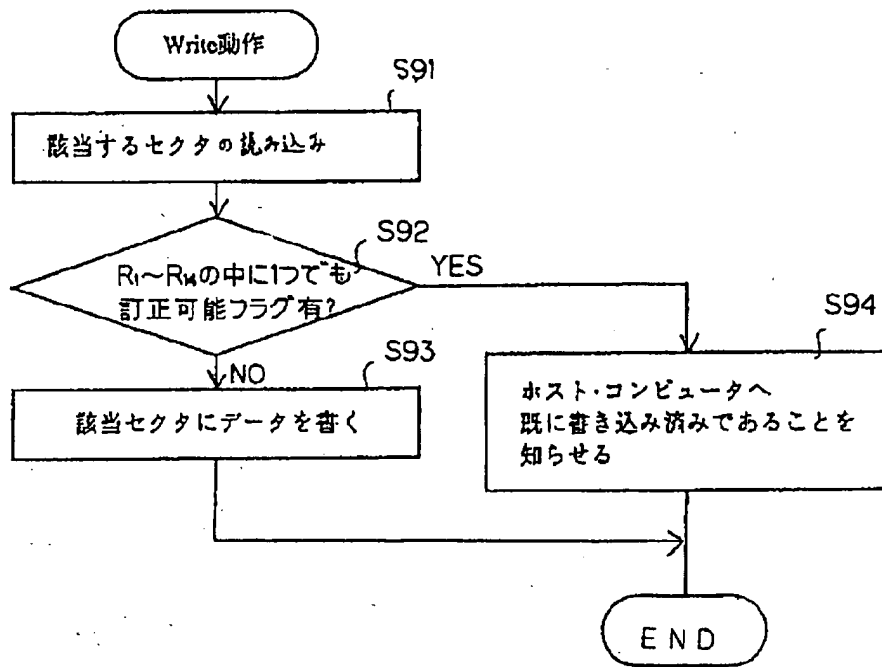 Write動作
S91
該当するセクタの読み込み
S92
R₁〜R₁₄の中に1つでも
訂正可能フラグ有?
YES
S93
NO
該当セクタにデータを書く
S94
ホスト・コンピュータへ
既に書き込み済みであることを
知らせる
END